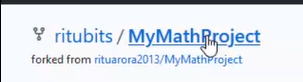 ritubits / MyMathProject
forked from rituarora2013/MyMathProject